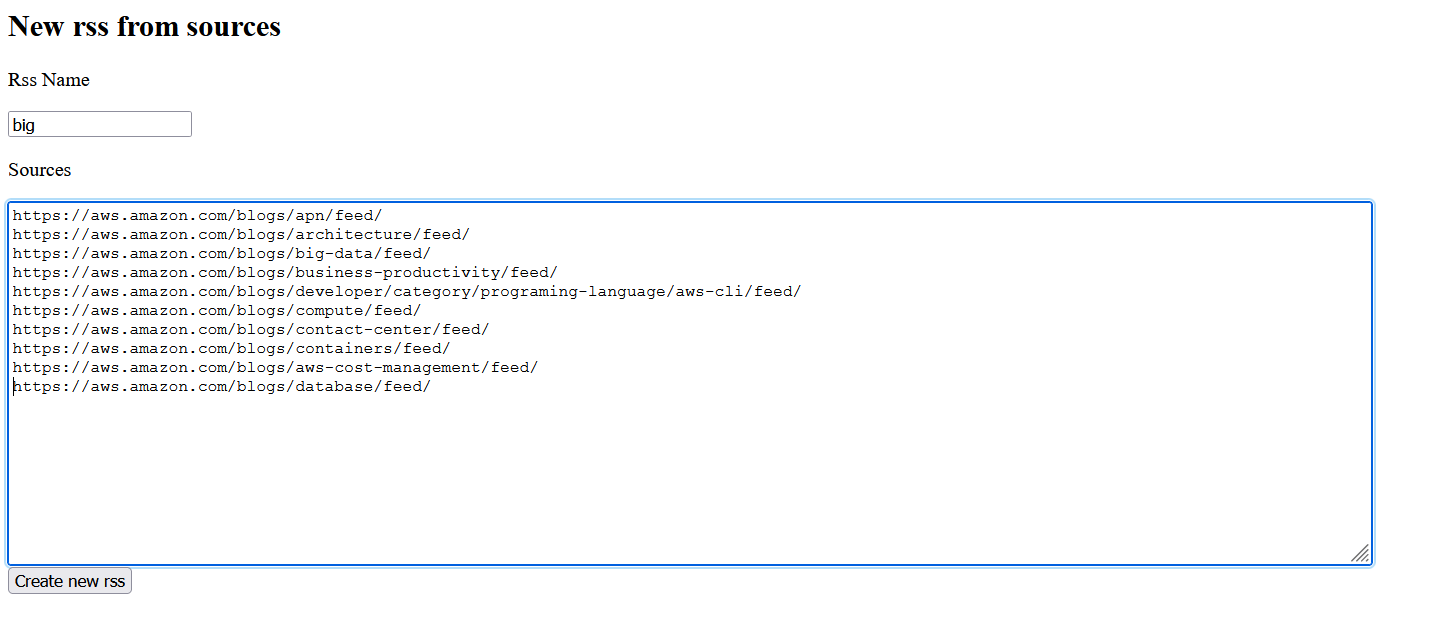 New rss from sources
Rss Name
big
Sources
https://aws.amazon.com/blogs/apn/feed/
https://aws.amazon.com/blogs/architecture/feed/
https://aws.amazon.com/blogs/big-data/feed/
https://aws.amazon.com/blogs/business-productivity/feed/
https://aws.amazon.com/blogs/developer/category/programing-language/aws-cli/feed/
https://aws.amazon.com/blogs/compute/feed/
https://aws.amazon.com/blogs/contact-center/feed/
https://aws.amazon.com/blogs/containers/feed/
https://aws.amazon.com/blogs/aws-cost-management/feed/
https://aws.amazon.com/blogs/database/feed/
Create new rss